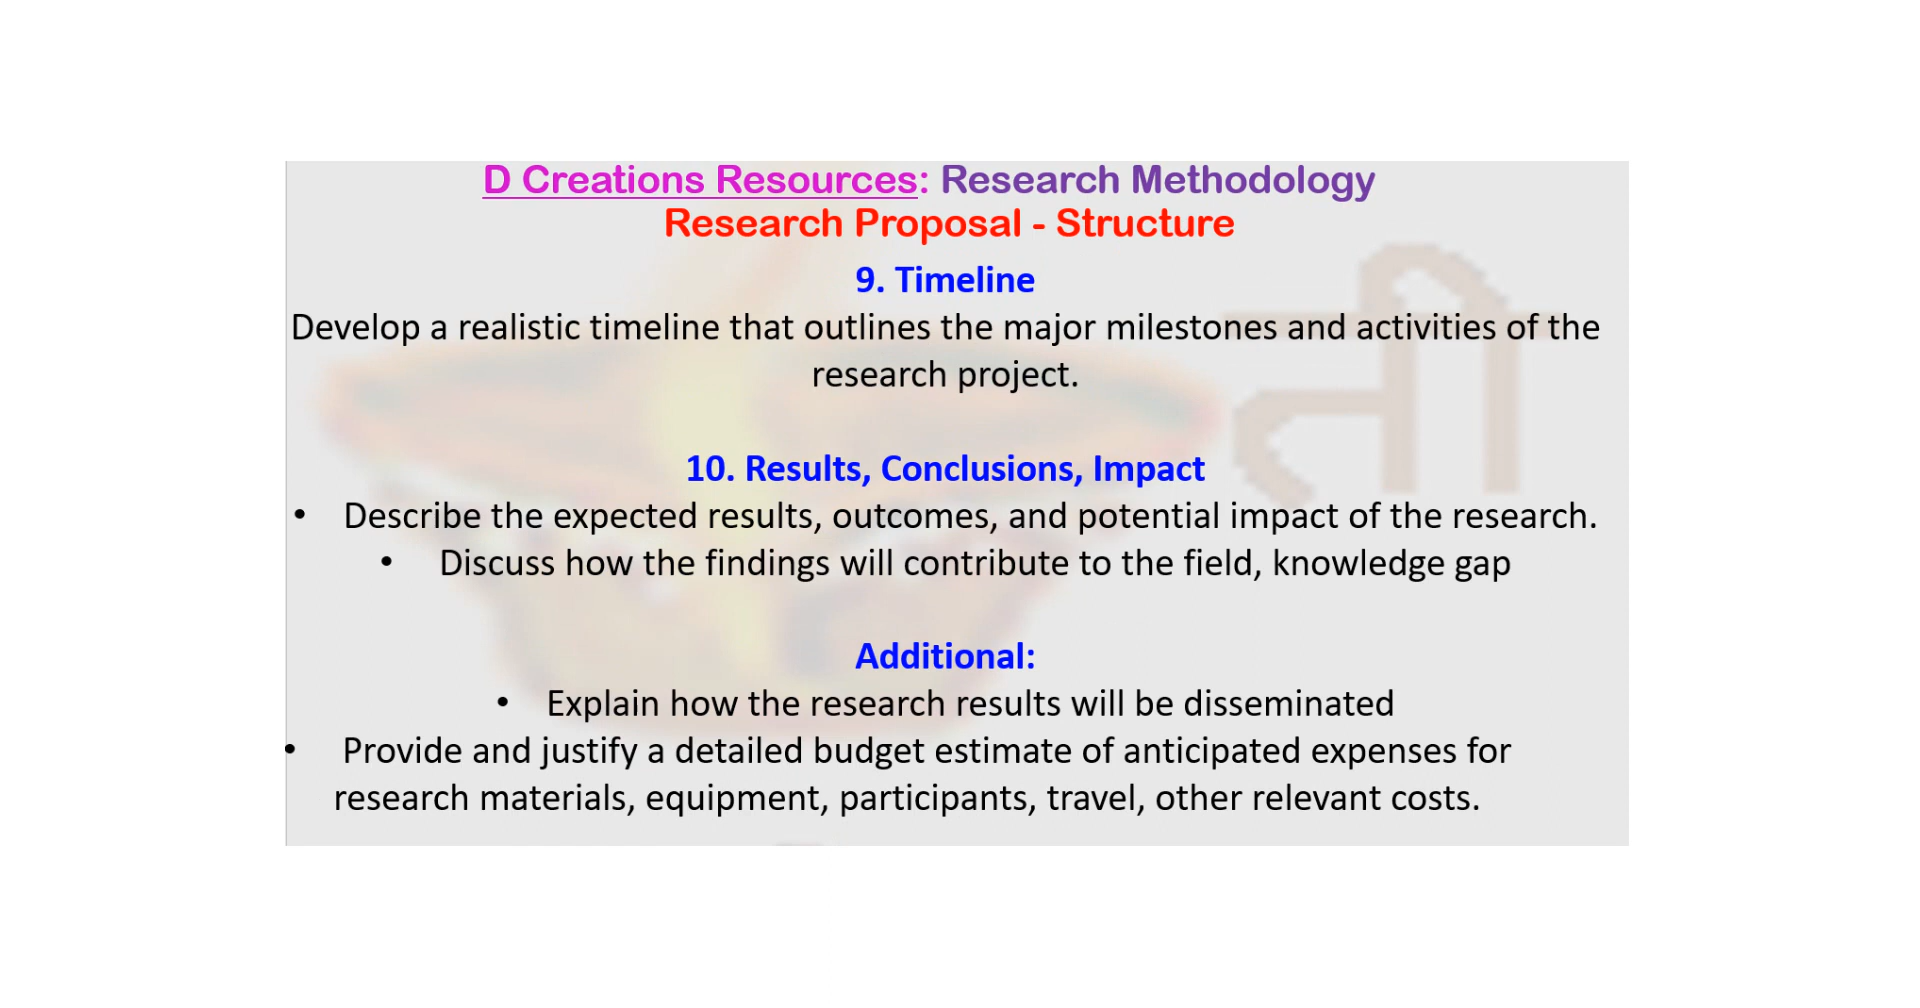 D Creations Resources: Research Methodology
Research Proposal - Structure
9. Timeline
Develop a realistic timeline that outlines the major milestones and activities of the
research project.
10. Results, Conclusions, Impact
• Describe the expected results, outcomes, and potential impact of the research.
• Discuss how the findings will contribute to the field, knowledge gap
Additional:
• Explain how the research results will be disseminated
• Provide and justify a detailed budget estimate of anticipated expenses for
research materials, equipment, participants, travel, other relevant costs.
ती